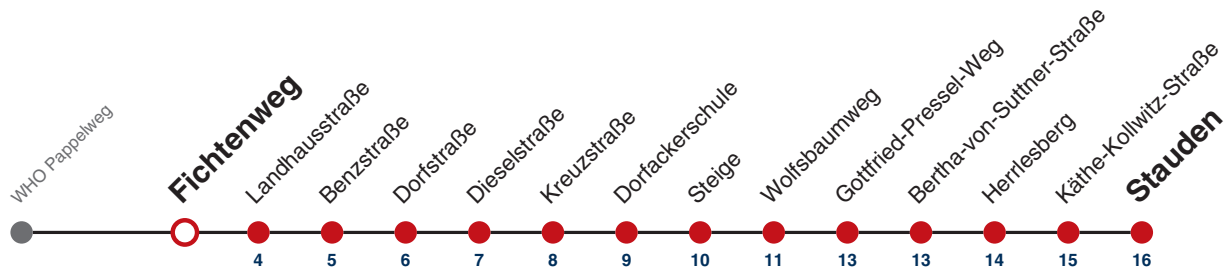 WHO Pappelweg
Fichtenweg
Landhausstraße
Benzstraße
Dorfstraße
Dieselstraße
Kreuzstraße
Dorfackerschule
Steige
Wolfsbaumweg
Gottfried-Pressel-Weg
Bertha-von-Suttner-Straße
Herrlesberg
Käthe-Kollwitz-Straße
Stauden
4 5 6 7 8 9 10 11 13 13 14 15 16